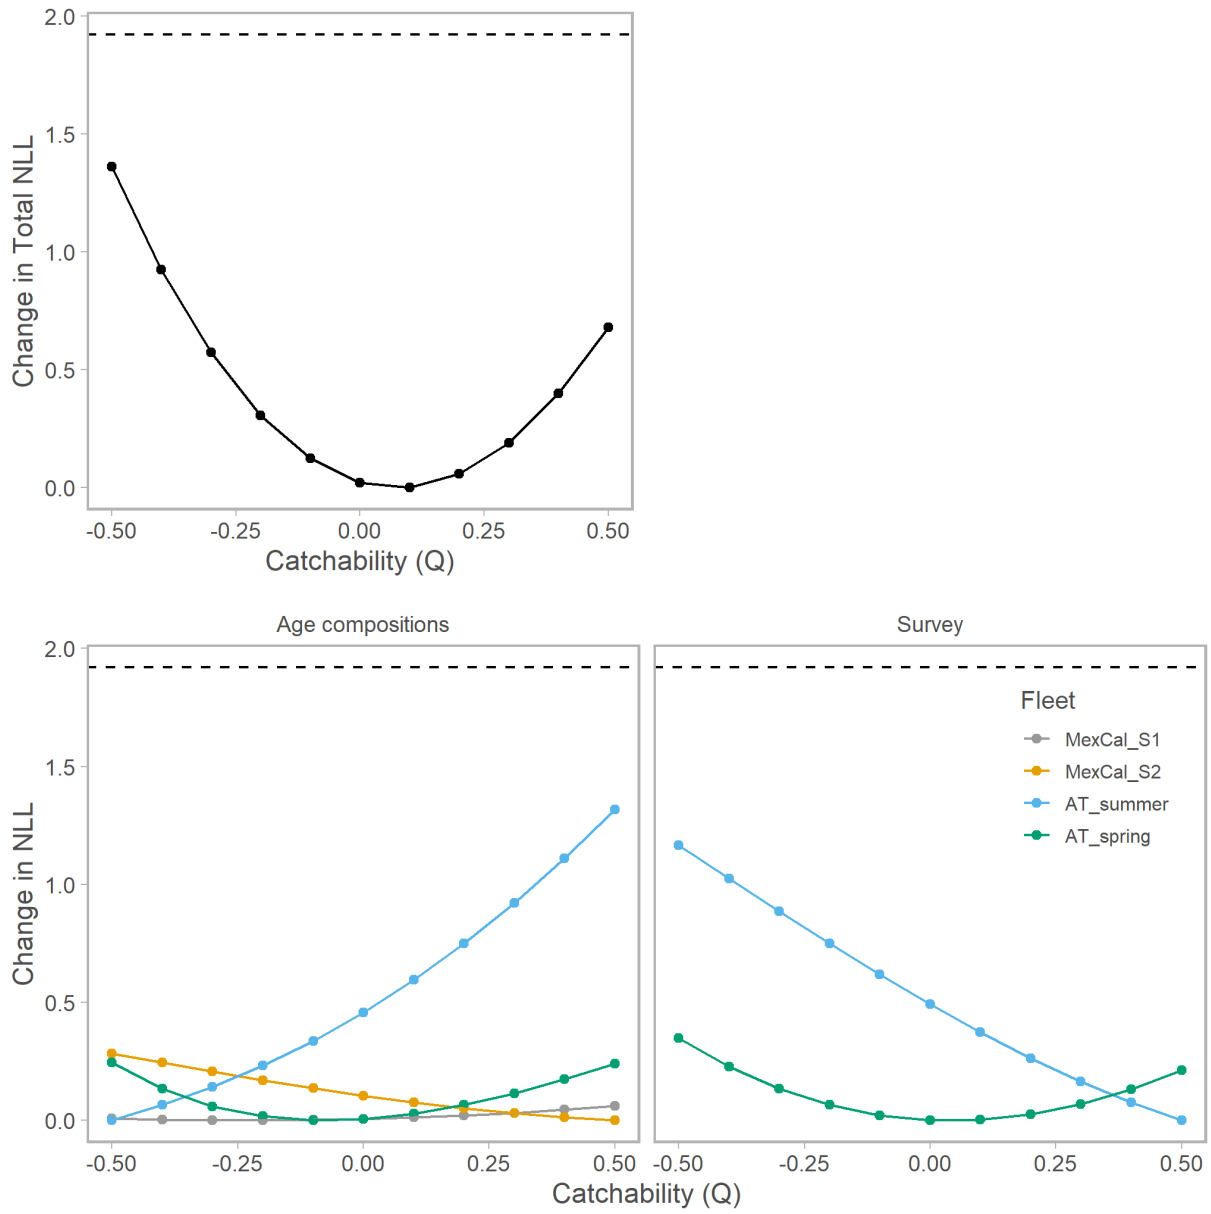 Change in Total NLL
2.0
1.5
1.0
0.5
0.0
-0.50 -0.25 0.00 0.25 0.50
Catchability (Q)
Age compositions
Survey
Change in NLL
2.0
1.5
1.0
0.5
0.0
Fleet
MexCal_S1
MexCal_S2
AT_summer
AT_spring
-0.50 -0.25 0.00 0.25 0.50
-0.50 -0.25 0.00 0.25 0.50
Catchability (Q)